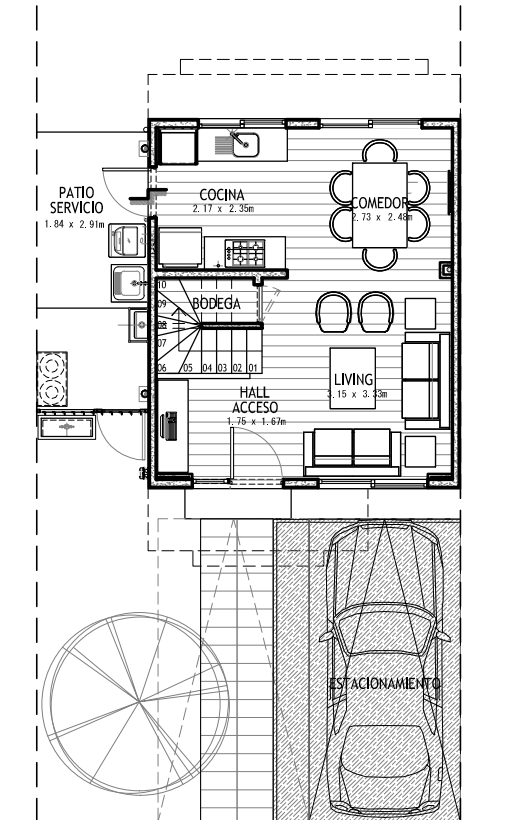 PATIO
SERVICIO
1.84 x 2.91m
COCINA
2.17 x 2.35m
COMEDOR
2.73 x 2.48m
BODEGA
10
09
08
07
06
05
04
03
02
01
HALL
ACCESO
1.75 x 1.67m
LIVING
3.15 x 3.33m
ESTACIONAMIENTO